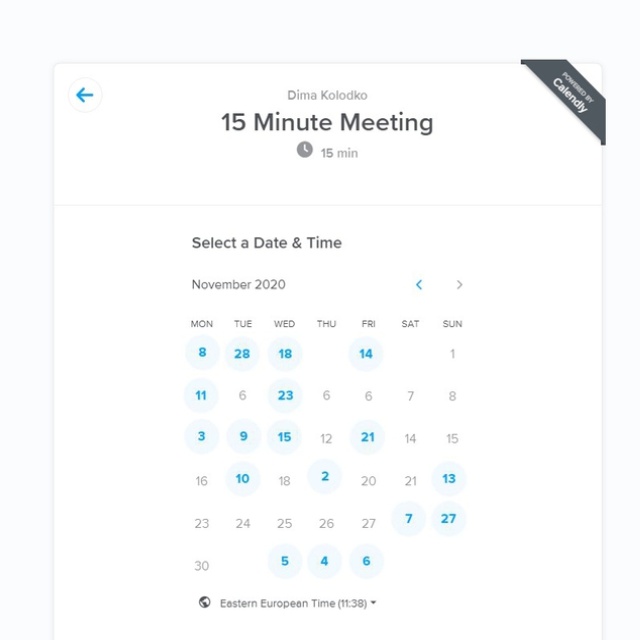 POWERED BY
Calendly
Dima Kolodko
15 Minute Meeting
15 min
Select a Date & Time
November 2020
MON TUE WED THU FRI SAT SUN
8 28 18 14 1
11 6 23 6 6 7 8
3 9 15 12 21 14 15
16 10 18 2 20 21 13
23 24 25 26 27 7 27
30 5 4 6
Eastern European Time (11:38)